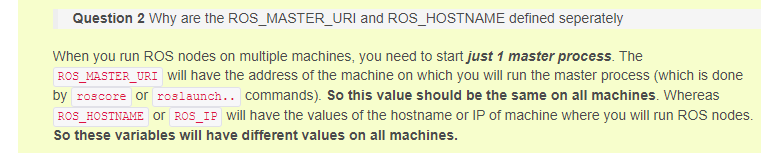 Question 2 Why are the ROS_MASTER_URI and ROS_HOSTNAME defined seperately
When you run ROS nodes on multiple machines, you need to start just 1 master process. The
ROS_MASTER_URI will have the address of the machine on which you will run the master process (which is done
by roscore or roslaunch.. commands). So this value should be the same on all machines. Whereas
ROS_HOSTNAME or ROS_IP will have the values of the hostname or IP of machine where you will run ROS nodes.
So these variables will have different values on all machines.